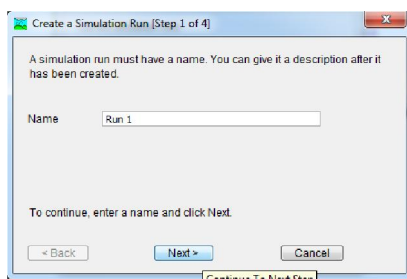 Create a Simulation Run [Step 1 of 4]
A simulation run must have a name. You can give it a description after it
has been created.
Name Run 1
To continue, enter a name and click Next.
< Back Next > Cancel
Continue To Next Step